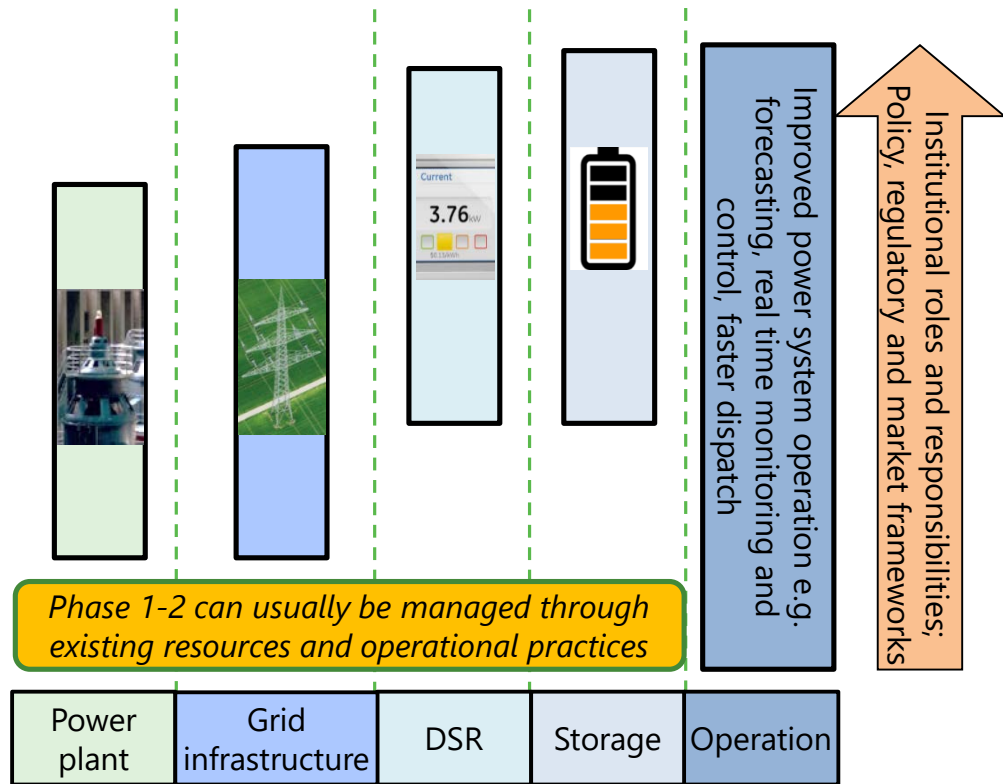 Current
3.76 kW
Improved power system operation e.g.
forecasting, real time monitoring and
control, faster dispatch
Institutional roles and responsibilities;
Policy, regulatory and market frameworks
Phase 1-2 can usually be managed through
existing resources and operational practices
Power
plant
Grid
infrastructure
DSR
Storage
Operation